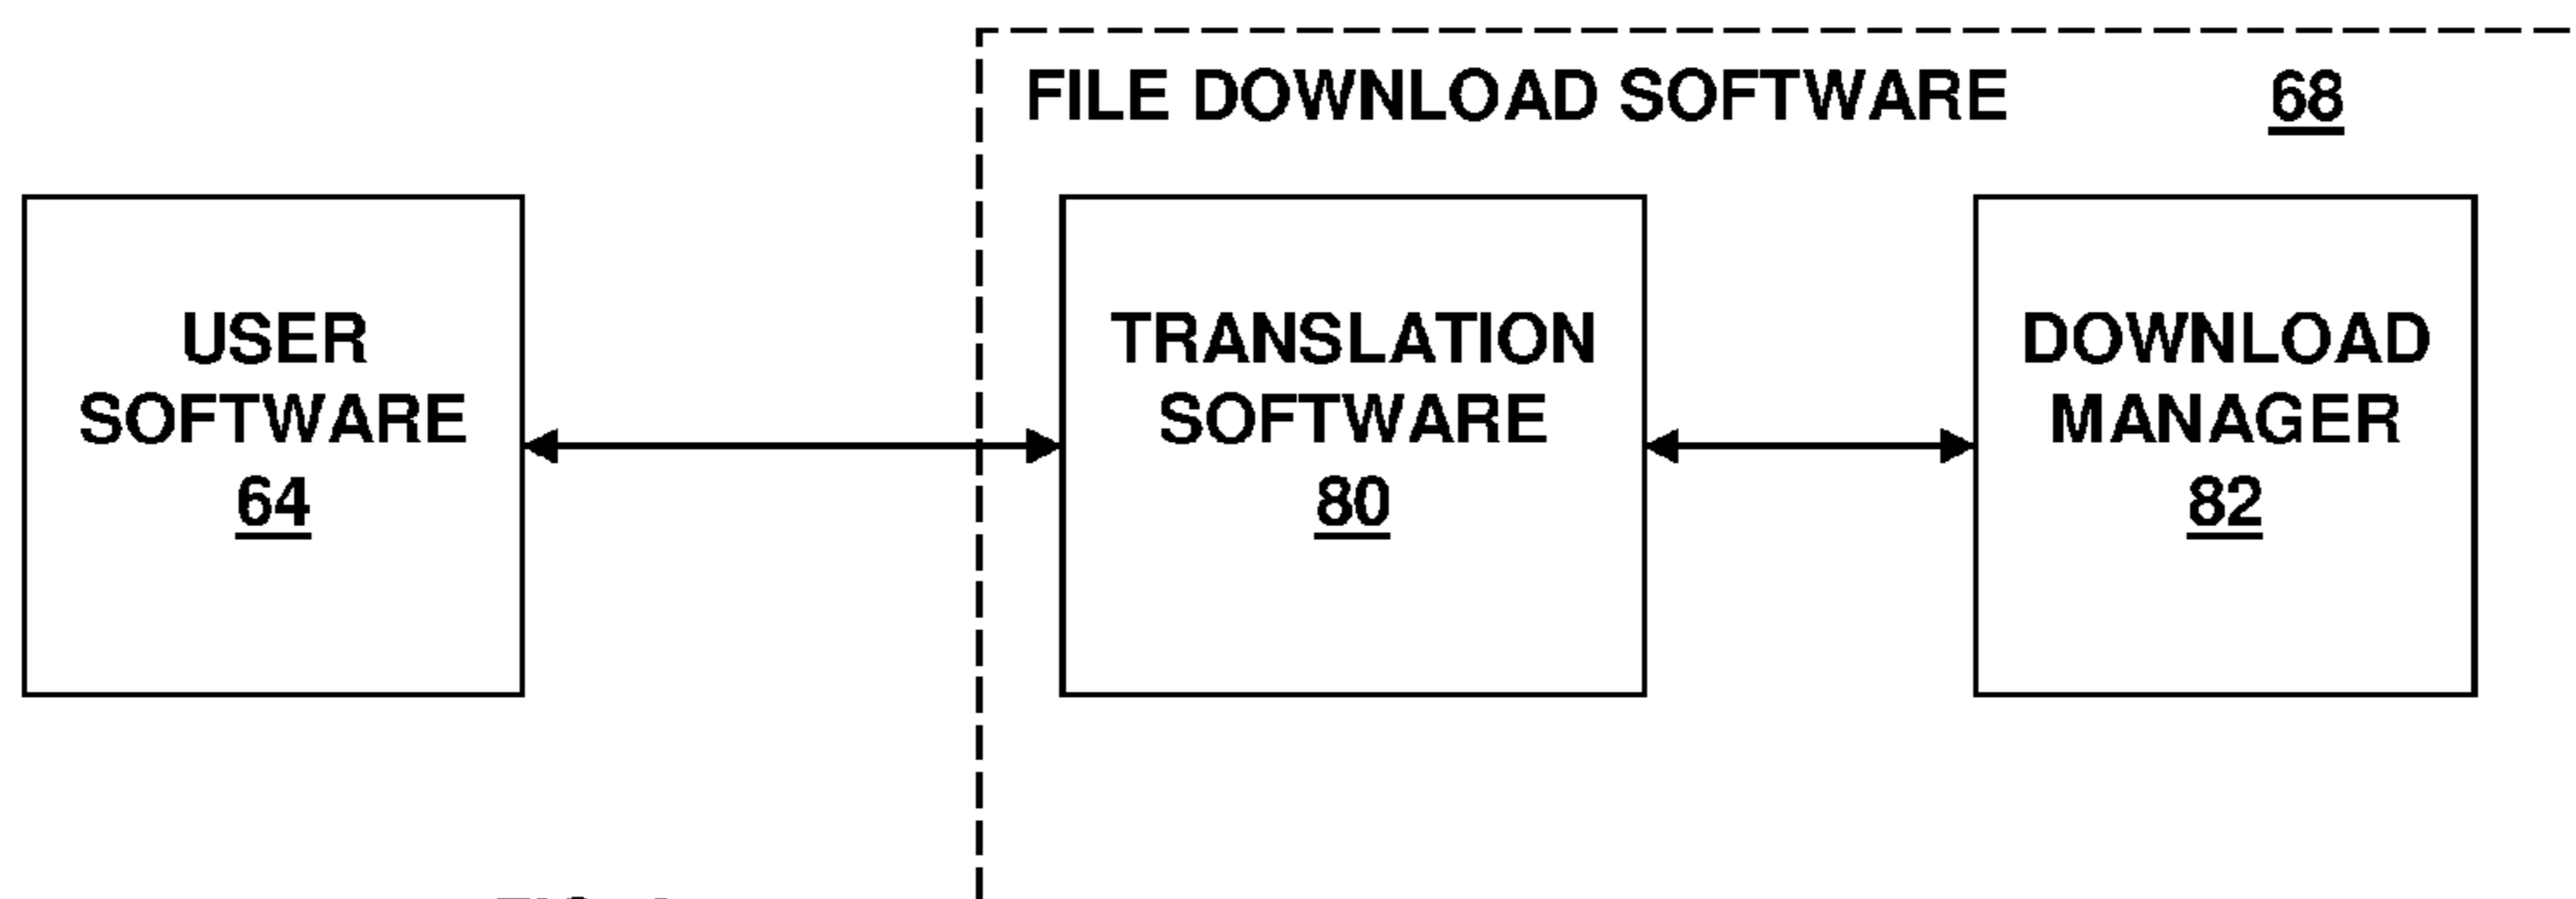 FILE DOWNLOAD SOFTWARE 68
USER
SOFTWARE
64
TRANSLATION
SOFTWARE
80
DOWNLOAD
MANAGER
82